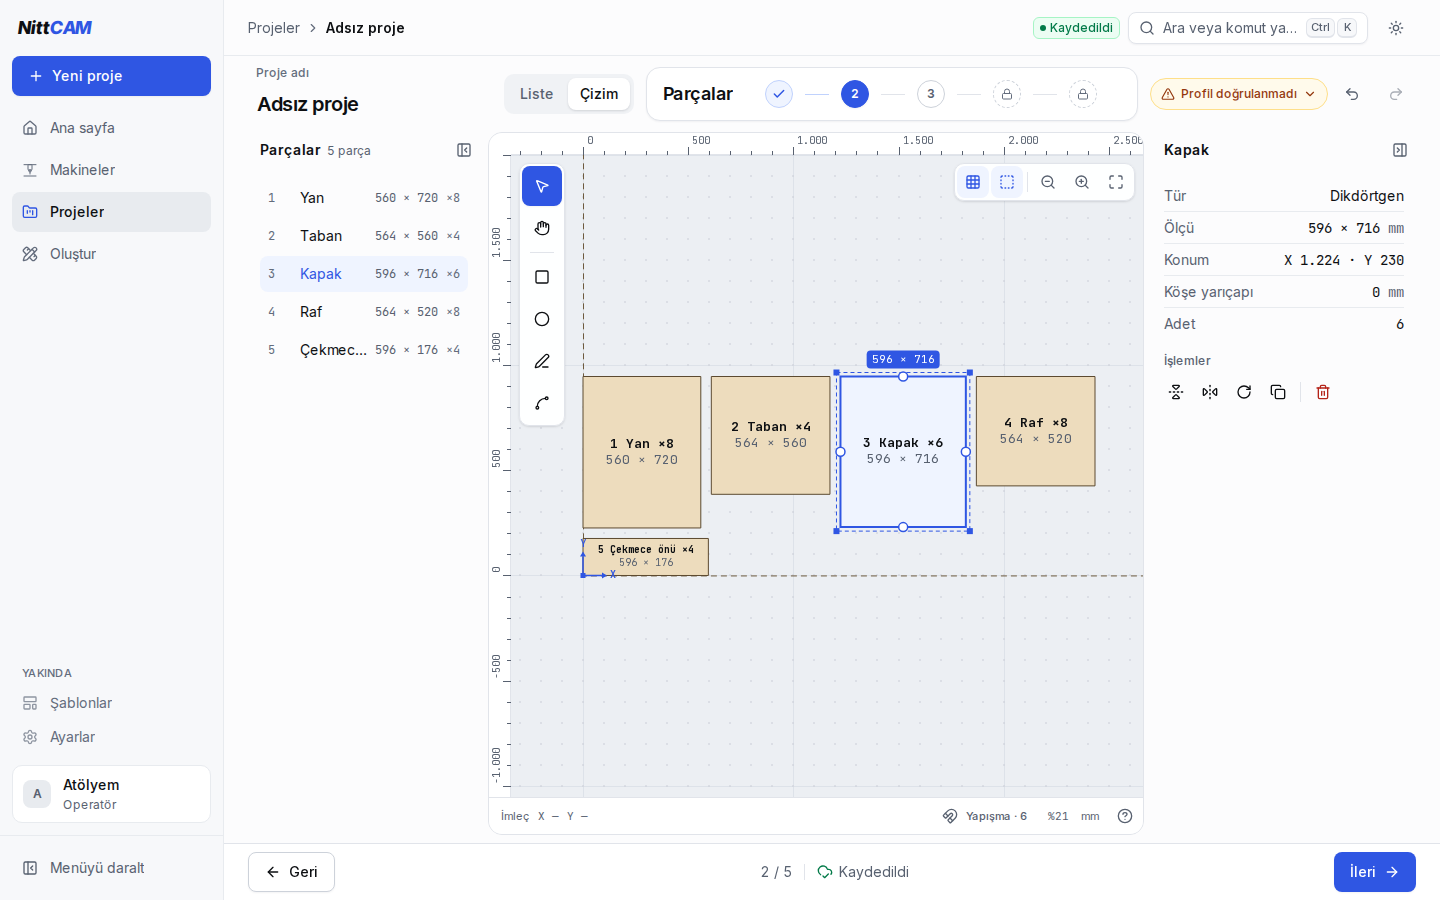 NittCAM
Yeni proje
Ana sayfa
Makineler
Projeler
Oluştur
YAKINDA
Şablonlar
Ayarlar
A
Atölyem
Operatör
Menüyü daralt
Projeler > Adsız proje
Kaydedildi
Ara veya komut ya... Ctrl K
Proje adı
Adsız proje
Liste Çizim
Parçalar 2 3
Profil doğrulanmadı
Parçalar 5 parça
1 Yan 560 × 720 ×8
2 Taban 564 × 560 ×4
3 Kapak 596 × 716 ×6
4 Raf 564 × 520 ×8
5 Çekmec... 596 × 176 ×4
0 500 1.000 1.500 2.000 2.500
1.500
1.000
500
0
-500
-1.000
596 × 716
1 Yan ×8
560 × 720
2 Taban ×4
564 × 560
3 Kapak ×6
596 × 716
4 Raf ×8
564 × 520
5 Çekmece önü ×4
596 × 176
Y
X
İmleç X — Y —
Yapışma · 6 %21 mm
Kapak
Tür Dikdörtgen
Ölçü 596 × 716 mm
Konum X 1.224 · Y 230
Köşe yarıçapı 0 mm
Adet 6
İşlemler
Geri
2 / 5
Kaydedildi
İleri